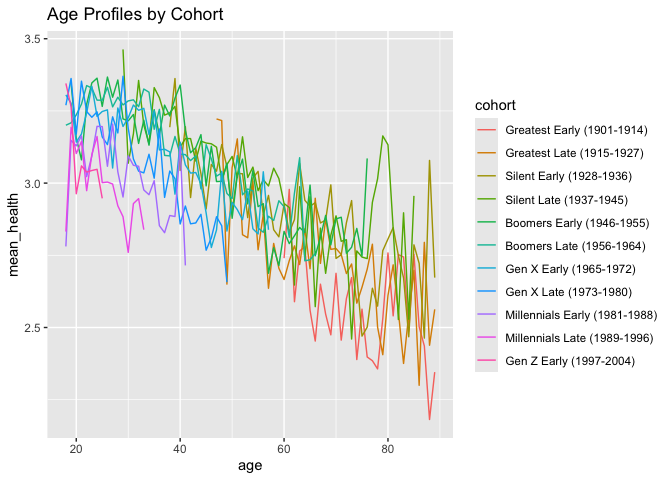 Age Profiles by Cohort
3.5
3.0
2.5
mean_health
20
40
60
80
age
cohort
Greatest Early (1901-1914)
Greatest Late (1915-1927)
Silent Early (1928-1936)
Silent Late (1937-1945)
Boomers Early (1946-1955)
Boomers Late (1956-1964)
Gen X Early (1965-1972)
Gen X Late (1973-1980)
Millennials Early (1981-1988)
Millennials Late (1989-1996)
Gen Z Early (1997-2004)